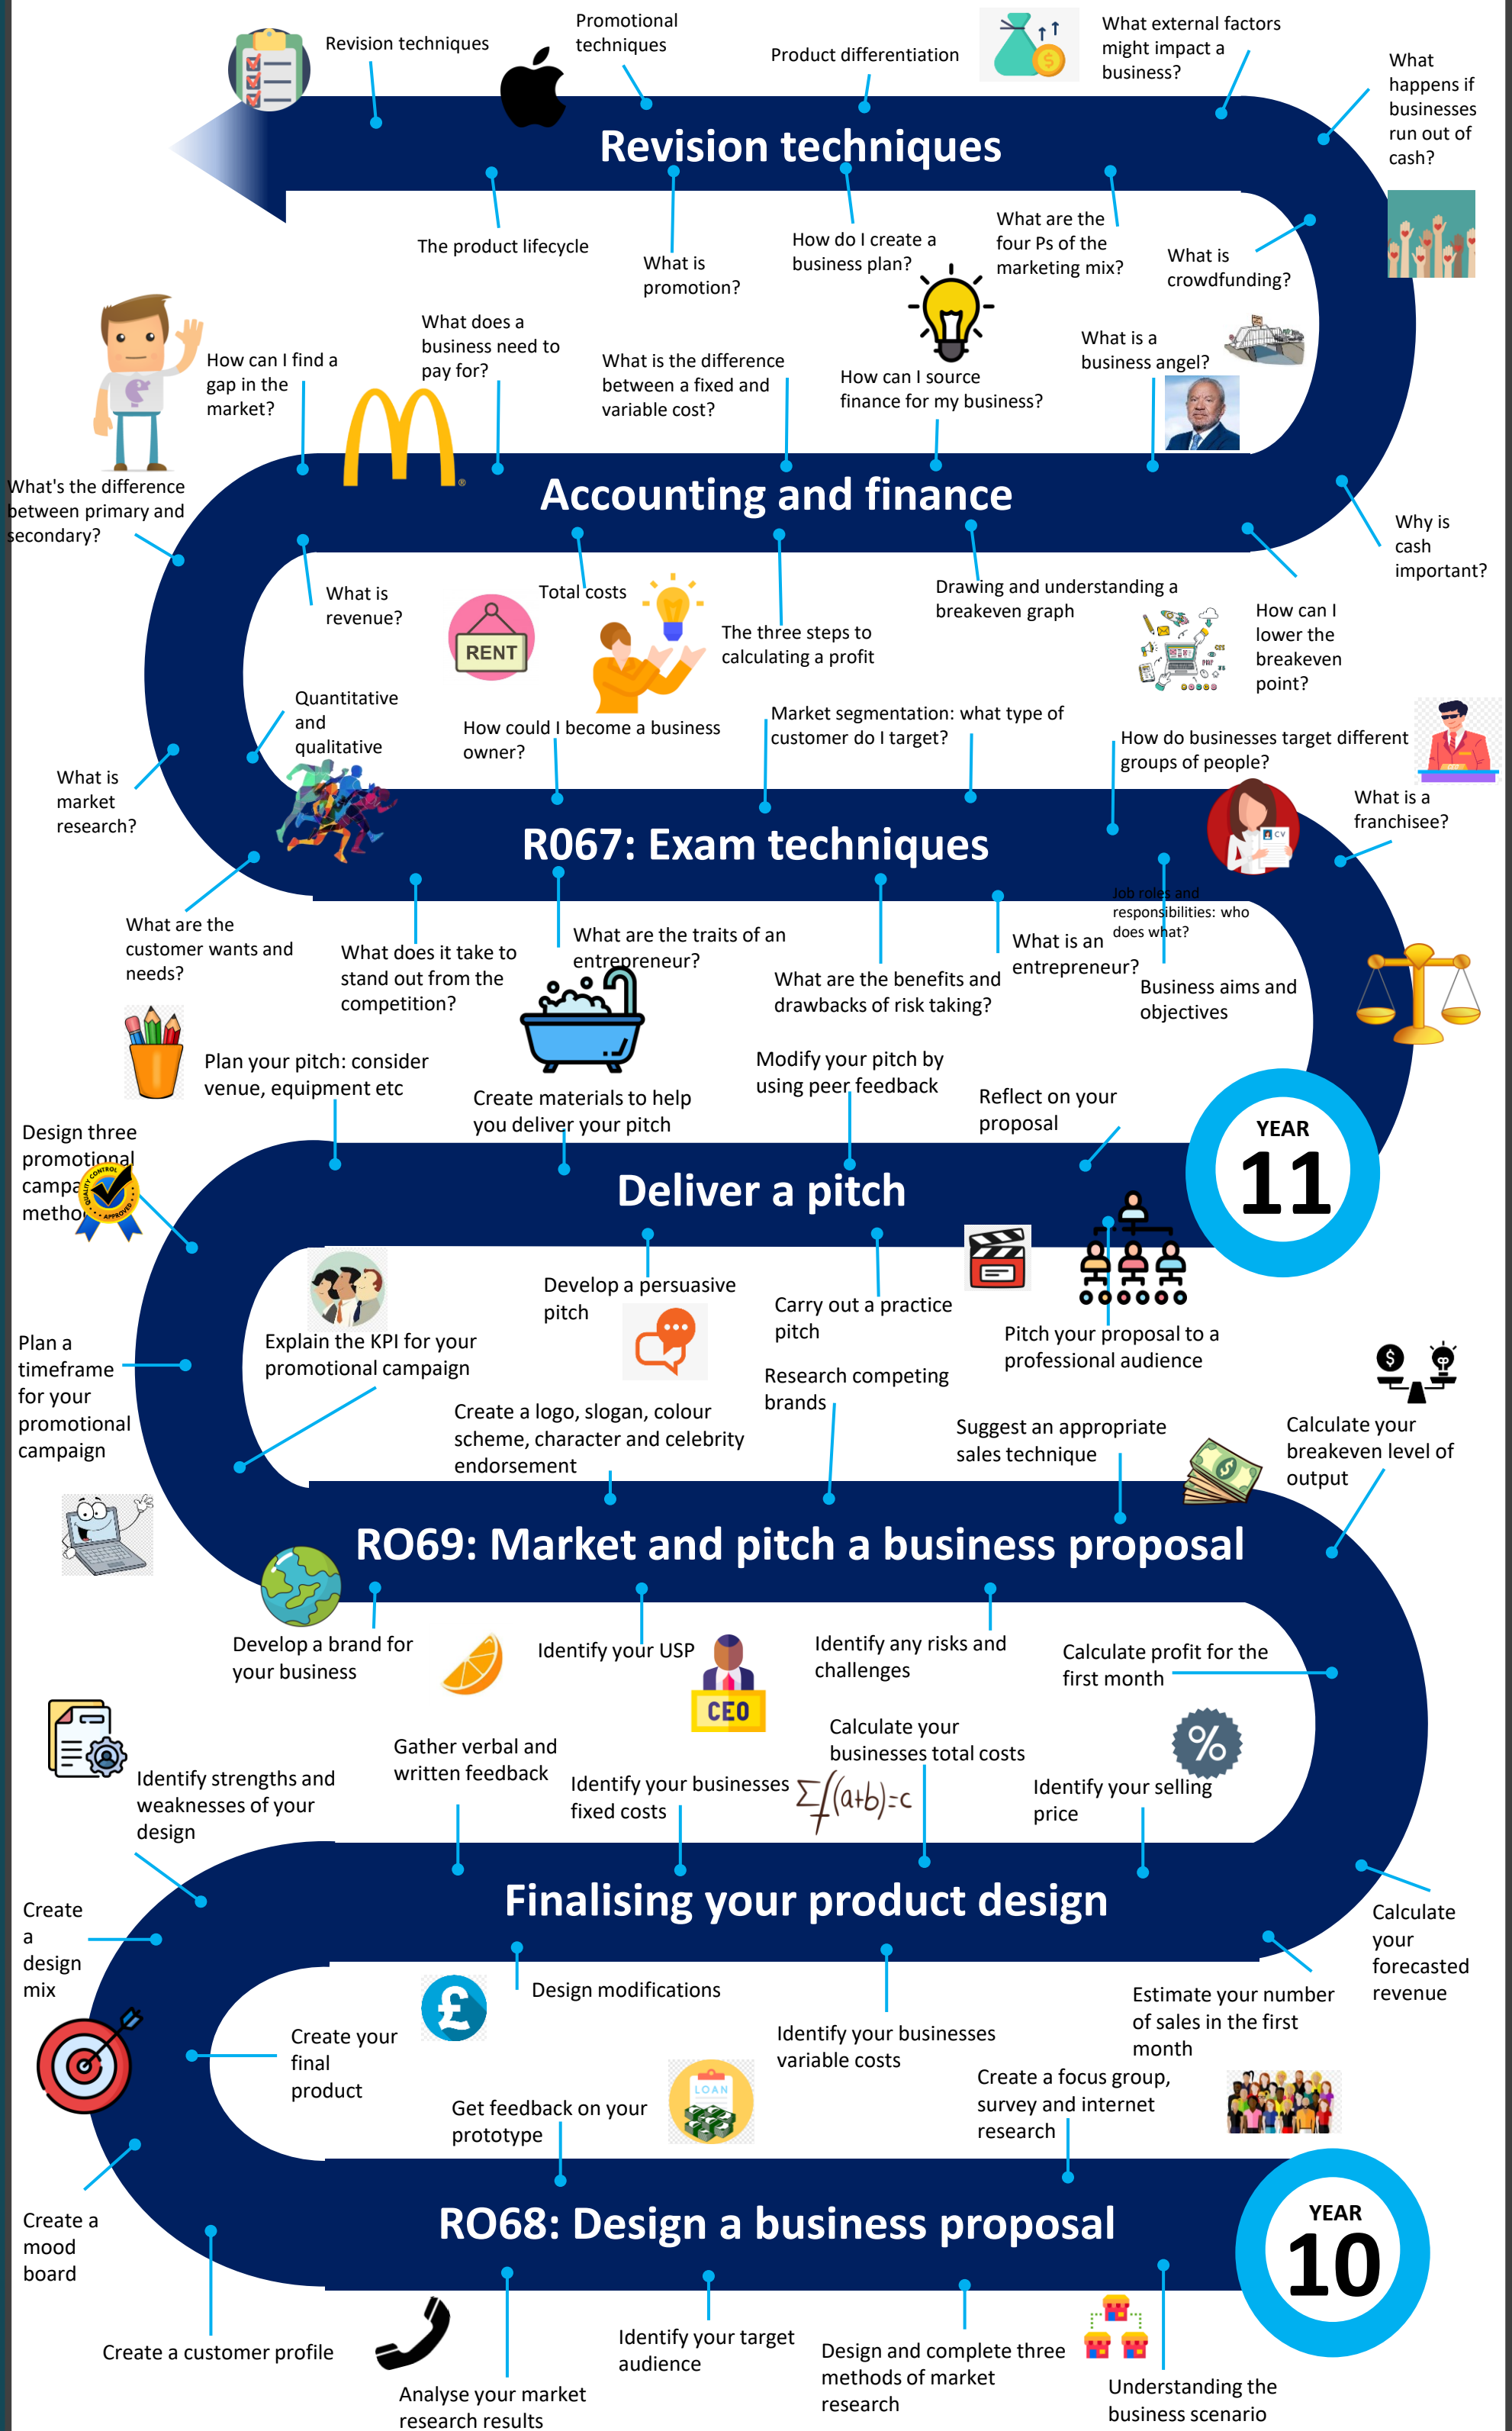 Revision techniques
Promotional
techniques
Product differentiation
What external factors
might impact a
business?
What
happens if
businesses
run out of
cash?
Revision techniques
The product lifecycle
What is
promotion?
How do I create a
business plan?
What are the
four Ps of the
marketing mix?
What is
crowdfunding?
How can I find a
gap in the
market?
What does a
business need to
pay for?
What is the difference
between a fixed and
variable cost?
How can I source
finance for my business?
What is a
business angel?
What's the difference
between primary and
secondary?
Accounting and finance
Why is
cash
important?
What is
revenue?
Total costs
RENT
The three steps to
calculating a profit
Drawing and understanding a
breakeven graph
How can I
lower the
breakeven
point?
Quantitative
and
qualitative
What is
market
research?
How could I become a business
owner?
Market segmentation: what type of
customer do I target?
How do businesses target different
groups of people?
What is a
franchisee?
R067: Exam techniques
CV
What are the
customer wants and
needs?
What does it take to
stand out from the
competition?
What are the traits of an
entrepreneur?
What are the benefits and
drawbacks of risk taking?
What is an
entrepreneur?
Job roles and
responsibilities: who
does what?
Business aims and
objectives
Plan your pitch: consider
venue, equipment etc
Create materials to help
you deliver your pitch
Modify your pitch by
using peer feedback
Reflect on your
proposal
YEAR
11
Design three
promotional
campa
metho
QUALITY CONTROL
APPROVED
Deliver a pitch
Develop a persuasive
pitch
Carry out a practice
pitch
Pitch your proposal to a
professional audience
Plan a
timeframe
for your
promotional
campaign
Explain the KPI for your
promotional campaign
Create a logo, slogan, colour
scheme, character and celebrity
endorsement
Research competing
brands
Suggest an appropriate
sales technique
Calculate your
breakeven level of
output
RO69: Market and pitch a business proposal
Develop a brand for
your business
Identify your USP
CEO
Identify any risks and
challenges
Calculate profit for the
first month
Identify strengths and
weaknesses of your
design
Gather verbal and
written feedback
Identify your businesses
fixed costs
∑∫(a+b)=c
Calculate your
businesses total costs
%
Identify your selling
price
Finalising your product design
Create
a
design
mix
Calculate
your
forecasted
revenue
£
Design modifications
Identify your businesses
variable costs
Estimate your number
of sales in the first
month
Create your
final
product
Get feedback on your
prototype
LOAN
Create a focus group,
survey and internet
research
RO68: Design a business proposal
YEAR
10
Create a
mood
board
Create a customer profile
Analyse your market
research results
Identify your target
audience
Design and complete three
methods of market
research
Understanding the
business scenario